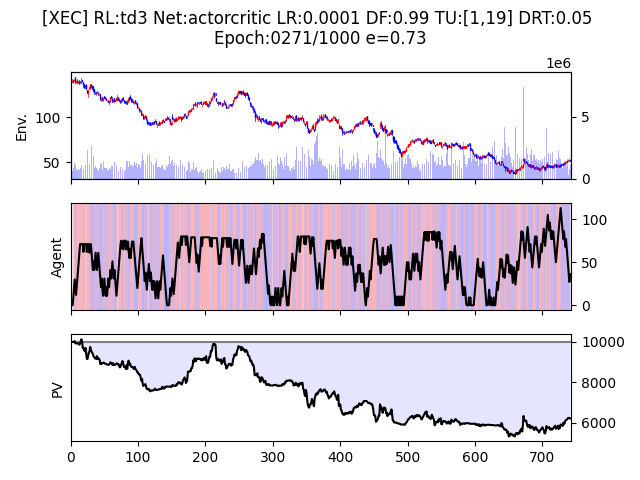 [XEC] RL:td3 Net:actorcritic LR:0.0001 DF:0.99 TU:[1,19] DRT:0.05
Epoch:0271/1000 e=0.73
1e6
Env.
100
50
5
0
Agent
100
50
0
PV
10000
8000
6000
0 100 200 300 400 500 600 700